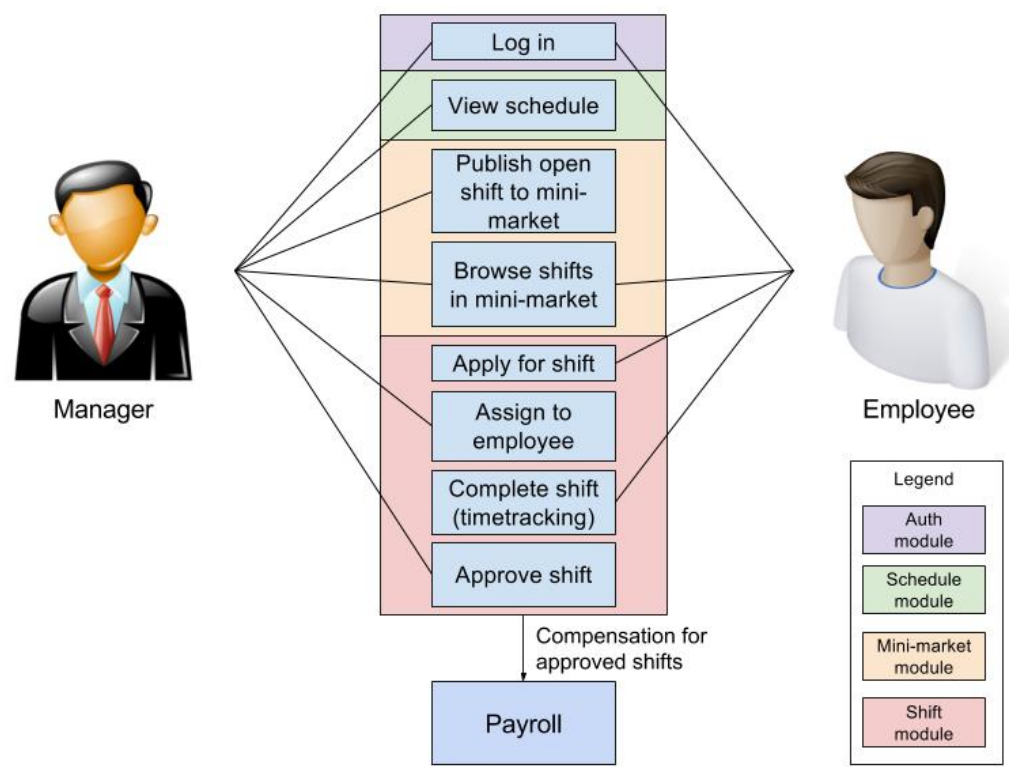 Log in
View schedule
Publish open
shift to mini-
market
Browse shifts
in mini-market
Apply for shift
Assign to
employee
Complete shift
(timetracking)
Approve shift
Manager
Employee
Compensation for
approved shifts
Payroll
Legend
Auth
module
Schedule
module
Mini-market
module
Shift
module